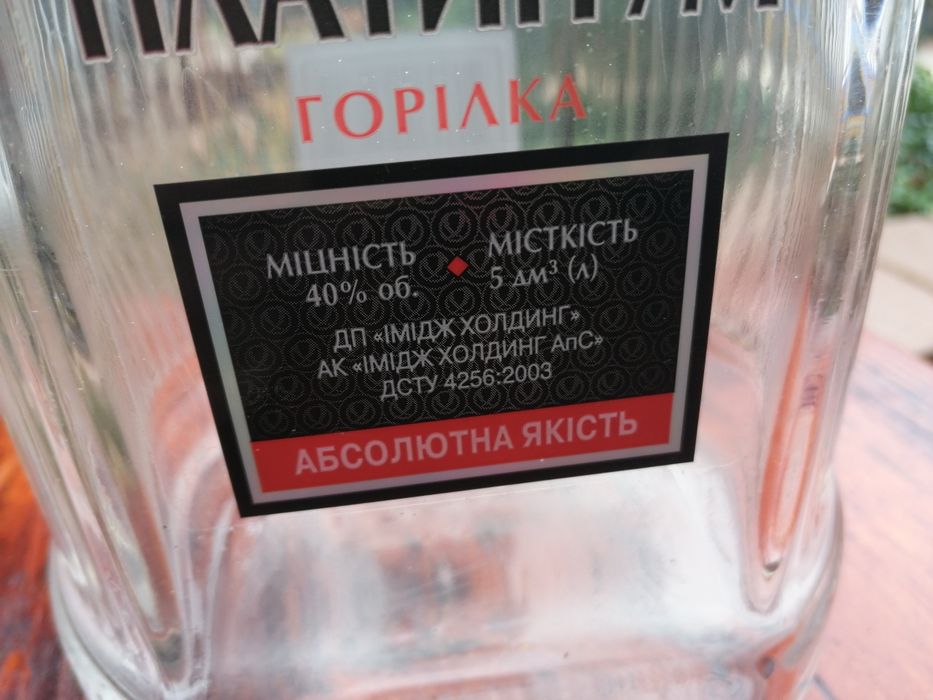 ПЛАТИНУМ
ГОРІЛКА
МІЦНІСТЬ ◆ МІСТКІСТЬ
40% об. 5 дм³ (л)
ДП «ІМІДЖ ХОЛДИНГ»
АК «ІМІДЖ ХОЛДИНГ АпС»
ДСТУ 4256:2003
АБСОЛЮТНА ЯКІСТЬ